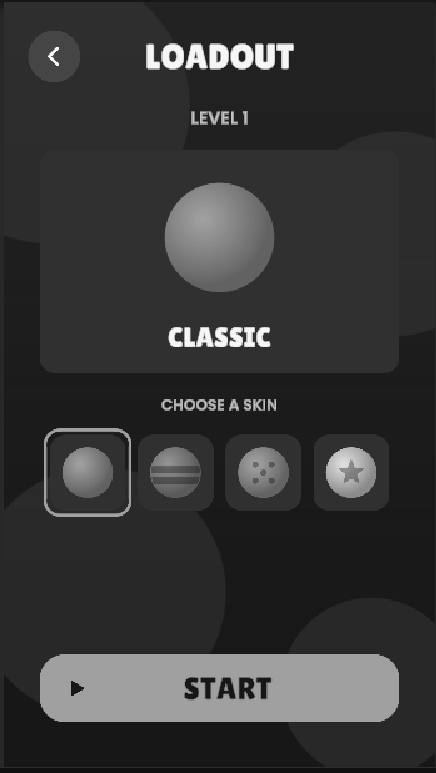 LOADOUT
LEVEL 1
CLASSIC
CHOOSE A SKIN
START